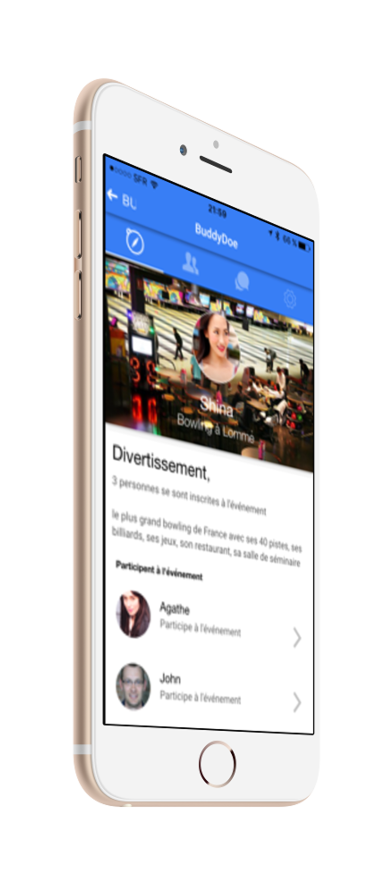 SFR 21:59 66 %
BU
BuddyDoe
Shina
Bowling à Lomme
Divertissement,
3 personnes se sont inscrites à l'événement
le plus grand bowling de France avec ses 40 pistes, ses
billiards, ses jeux, son restaurant, sa salle de séminaire
Participent à l'événement
Agathe
Participe à l'événement
John
Participe à l'événement